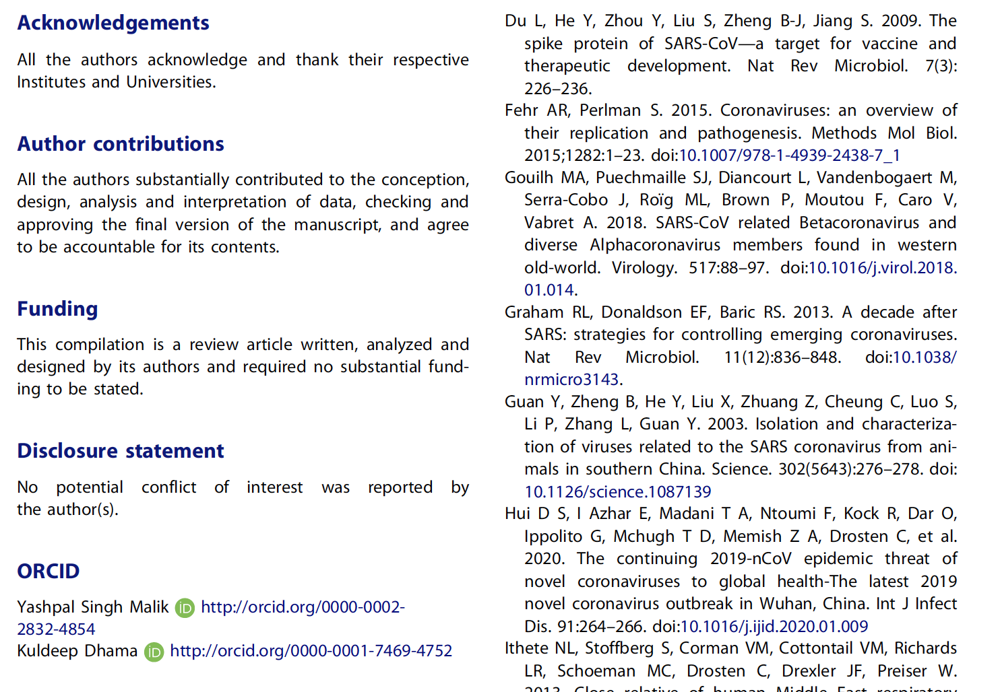 Acknowledgements
All the authors acknowledge and thank their respective
Institutes and Universities.
Author contributions
All the authors substantially contributed to the conception,
design, analysis and interpretation of data, checking and
approving the final version of the manuscript, and agree
to be accountable for its contents.
Funding
This compilation is a review article written, analyzed and
designed by its authors and required no substantial fund-
ing to be stated.
Disclosure statement
No potential conflict of interest was reported by
the author(s).
ORCID
Yashpal Singh Malik iD http://orcid.org/0000-0002-
2832-4854
Kuldeep Dhama iD http://orcid.org/0000-0001-7469-4752
Du L, He Y, Zhou Y, Liu S, Zheng B-J, Jiang S. 2009. The
spike protein of SARS-CoV—a target for vaccine and
therapeutic development. Nat Rev Microbiol. 7(3):
226–236.
Fehr AR, Perlman S. 2015. Coronaviruses: an overview of
their replication and pathogenesis. Methods Mol Biol.
2015;1282:1–23. doi:10.1007/978-1-4939-2438-7_1
Gouilh MA, Puechmaille SJ, Diancourt L, Vandenbogaert M,
Serra-Cobo J, Roïg ML, Brown P, Moutou F, Caro V,
Vabret A. 2018. SARS-CoV related Betacoronavirus and
diverse Alphacoronavirus members found in western
old-world. Virology. 517:88–97. doi:10.1016/j.virol.2018.
01.014.
Graham RL, Donaldson EF, Baric RS. 2013. A decade after
SARS: strategies for controlling emerging coronaviruses.
Nat Rev Microbiol. 11(12):836–848. doi:10.1038/
nrmicro3143.
Guan Y, Zheng B, He Y, Liu X, Zhuang Z, Cheung C, Luo S,
Li P, Zhang L, Guan Y. 2003. Isolation and characteriza-
tion of viruses related to the SARS coronavirus from ani-
mals in southern China. Science. 302(5643):276–278. doi:
10.1126/science.1087139
Hui D S, I Azhar E, Madani T A, Ntoumi F, Kock R, Dar O,
Ippolito G, Mchugh T D, Memish Z A, Drosten C, et al.
2020. The continuing 2019-nCoV epidemic threat of
novel coronaviruses to global health-The latest 2019
novel coronavirus outbreak in Wuhan, China. Int J Infect
Dis. 91:264–266. doi:10.1016/j.ijid.2020.01.009
Ithete NL, Stoffberg S, Corman VM, Cottontail VM, Richards
LR, Schoeman MC, Drosten C, Drexler JF, Preiser W.
2013. Close relative of human Middle East respiratory